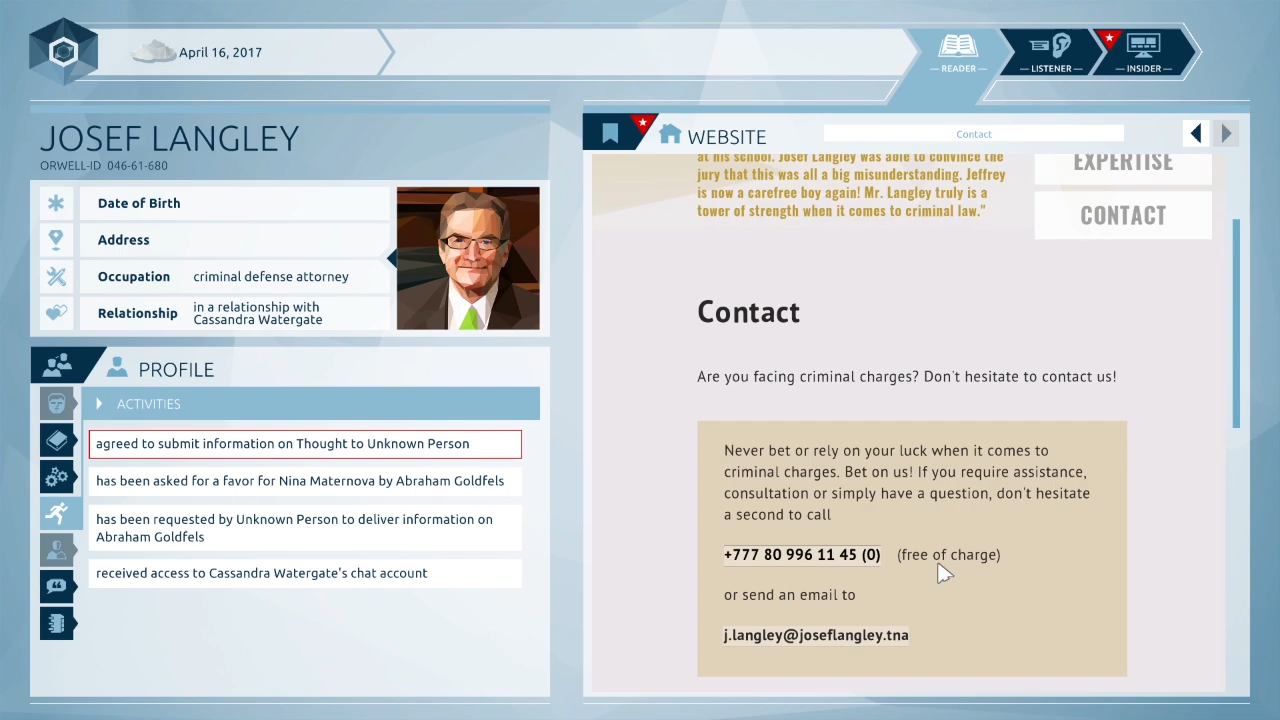 April 16, 2017
— READER —
— LISTENER —
— INSIDER —
JOSEF LANGLEY
ORWELL-ID 046-61-680
Date of Birth
Address
Occupation criminal defense attorney
Relationship in a relationship with
Cassandra Watergate
PROFILE
ACTIVITIES
agreed to submit information on Thought to Unknown Person
has been asked for a favor for Nina Maternova by Abraham Goldfels
has been requested by Unknown Person to deliver information on
Abraham Goldfels
received access to Cassandra Watergate's chat account
WEBSITE
Contact
at his school. Josef Langley was able to convince the
jury that this was all a big misunderstanding. Jeffrey
is now a carefree boy again! Mr. Langley truly is a
tower of strength when it comes to criminal law."
EXPERTISE
CONTACT
Contact
Are you facing criminal charges? Don't hesitate to contact us!
Never bet or rely on your luck when it comes to
criminal charges. Bet on us! If you require assistance,
consultation or simply have a question, don't hesitate
a second to call
+777 80 996 11 45 (0) (free of charge)
or send an email to
j.langley@joseflangley.tna